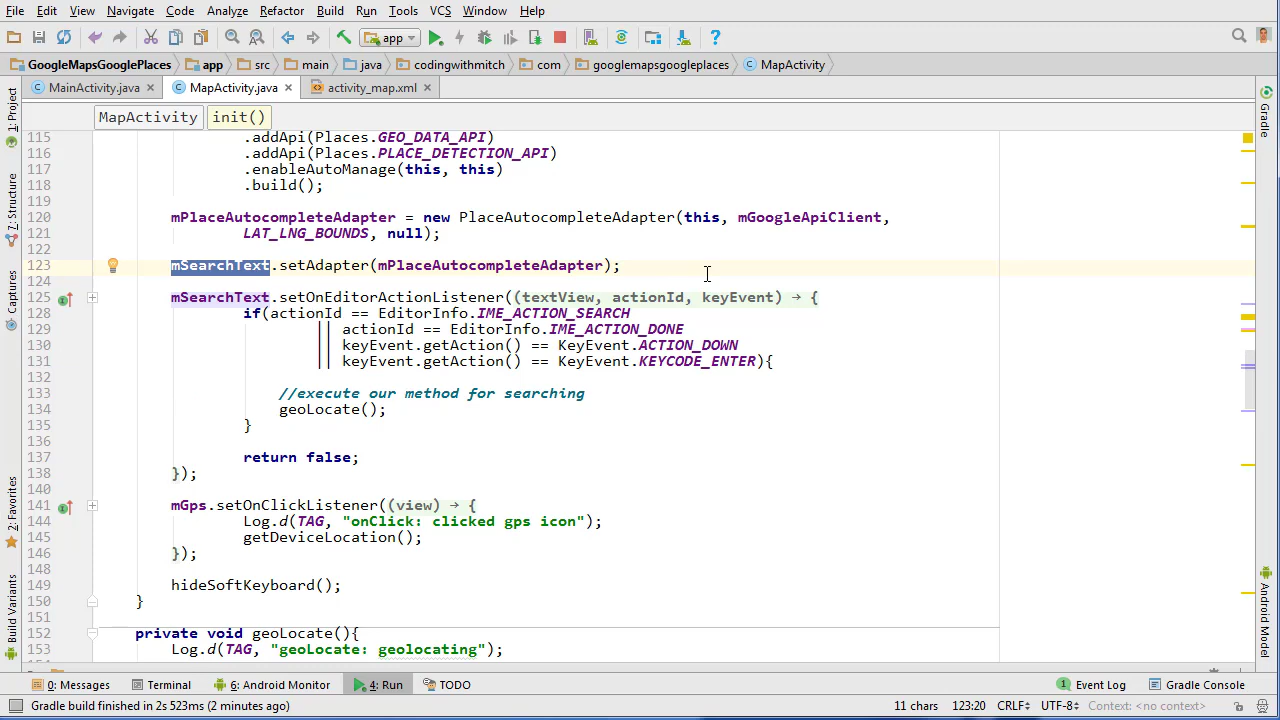 File Edit View Navigate Code Analyze Refactor Build Run Tools VCS Window Help
app
GoogleMapsGooglePlaces app src main java codingwithmitch com googlemapsgoogleplaces MapActivity
MainActivity.java MapActivity.java activity_map.xml
MapActivity init()
115 .addApi(Places.GEO_DATA_API)
116 .addApi(Places.PLACE_DETECTION_API)
117 .enableAutoManage(this, this)
118 .build();
119
120 mPlaceAutocompleteAdapter = new PlaceAutocompleteAdapter(this, mGoogleApiClient,
121 LAT_LNG_BOUNDS, null);
122
123 mSearchText.setAdapter(mPlaceAutocompleteAdapter);
124
125 mSearchText.setOnEditorActionListener((textView, actionId, keyEvent) → {
128 if(actionId == EditorInfo.IME_ACTION_SEARCH
129 || actionId == EditorInfo.IME_ACTION_DONE
130 || keyEvent.getAction() == KeyEvent.ACTION_DOWN
131 || keyEvent.getAction() == KeyEvent.KEYCODE_ENTER){
132
133 //execute our method for searching
134 geoLocate();
135 }
136
137 return false;
138 });
140
141 mGps.setOnClickListener((view) → {
144 Log.d(TAG, "onClick: clicked gps icon");
145 getDeviceLocation();
146 });
148
149 hideSoftKeyboard();
150 }
151
152 private void geoLocate(){
153 Log.d(TAG, "geoLocate: geolocating");
1: Project
7: Structure
Captures
2: Favorites
Build Variants
Gradle
Android Model
0: Messages Terminal 6: Android Monitor 4: Run TODO 1 Event Log Gradle Console
Gradle build finished in 2s 523ms (2 minutes ago) 11 chars 123:20 CRLF÷ UTF-8÷ Context: <no context>